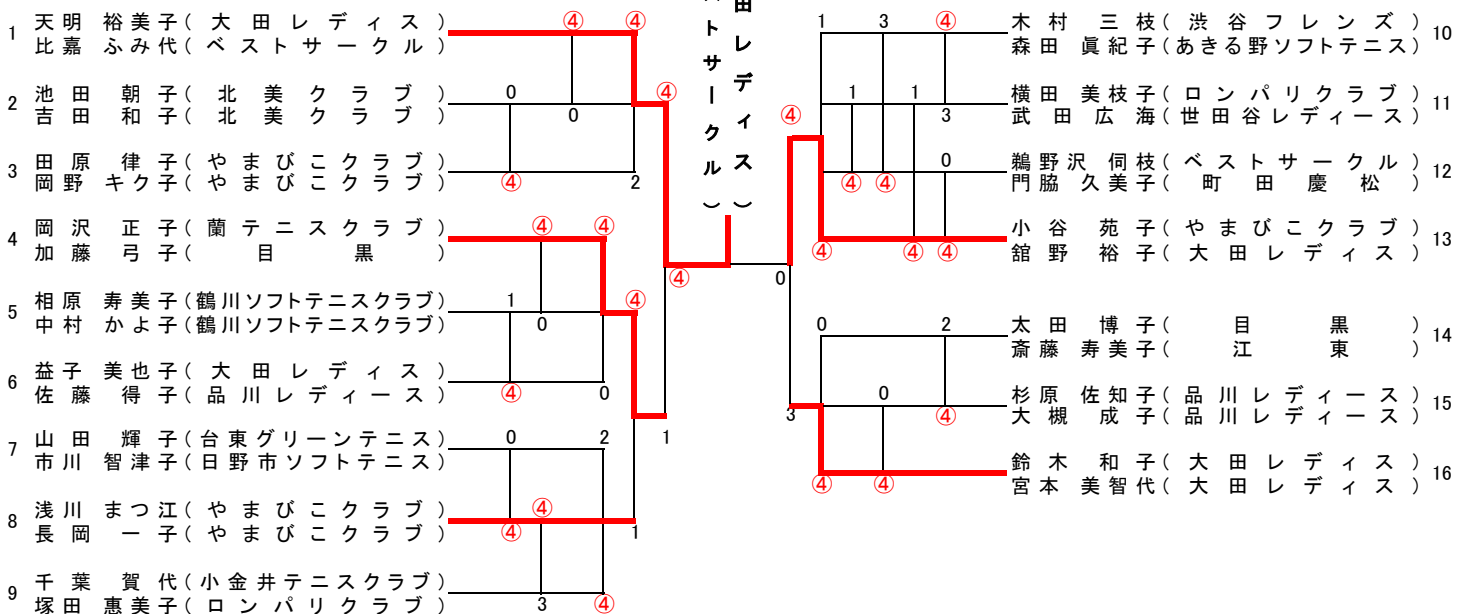 1 天明 裕美子(大田レディス)
比嘉 ふみ代(ベストサークル)
2 池田 朝子(北美クラブ)
吉田 和子(北美クラブ)
3 田原 律子(やまびこクラブ)
岡野 キク子(やまびこクラブ)
4 岡沢 正子(蘭テニスクラブ)
加藤 弓子(目黒)
5 相原 寿美子(鶴川ソフトテニスクラブ)
中村 かよ子(鶴川ソフトテニスクラブ)
6 益子 美也子(大田レディス)
佐藤 得子(品川レディース)
7 山田 輝子(台東グリーンテニス)
市川 智津子(日野市ソフトテニス)
8 浅川 まつ江(やまびこクラブ)
長岡 一子(やまびこクラブ)
9 千葉 賀代(小金井テニスクラブ)
塚田 惠美子(ロンパリクラブ)
④ ④
0 0
④ 2
④
④ ④
1 0
④ 0
④
0 2
④ ④ 1
3 ④
④ 1
田レディス)
トサークル)
④ 0 3
1 3 ④
1 1 3
④ ④ 0
④ ④ ④
0 2
0 ④
④ ④
木村 三枝(渋谷フレンズ) 10
森田 眞紀子(あきる野ソフトテニス)
横田 美枝子(ロンパリクラブ) 11
武田 広海(世田谷レディース)
鵜野沢 伺枝(ベストサークル) 12
門脇 久美子(町田慶松)
小谷 苑子(やまびこクラブ) 13
舘野 裕子(大田レディス)
太田 博子(目黒) 14
斎藤 寿美子(江東)
杉原 佐知子(品川レディース) 15
大槻 成子(品川レディース)
鈴木 和子(大田レディス) 16
宮本 美智代(大田レディス)